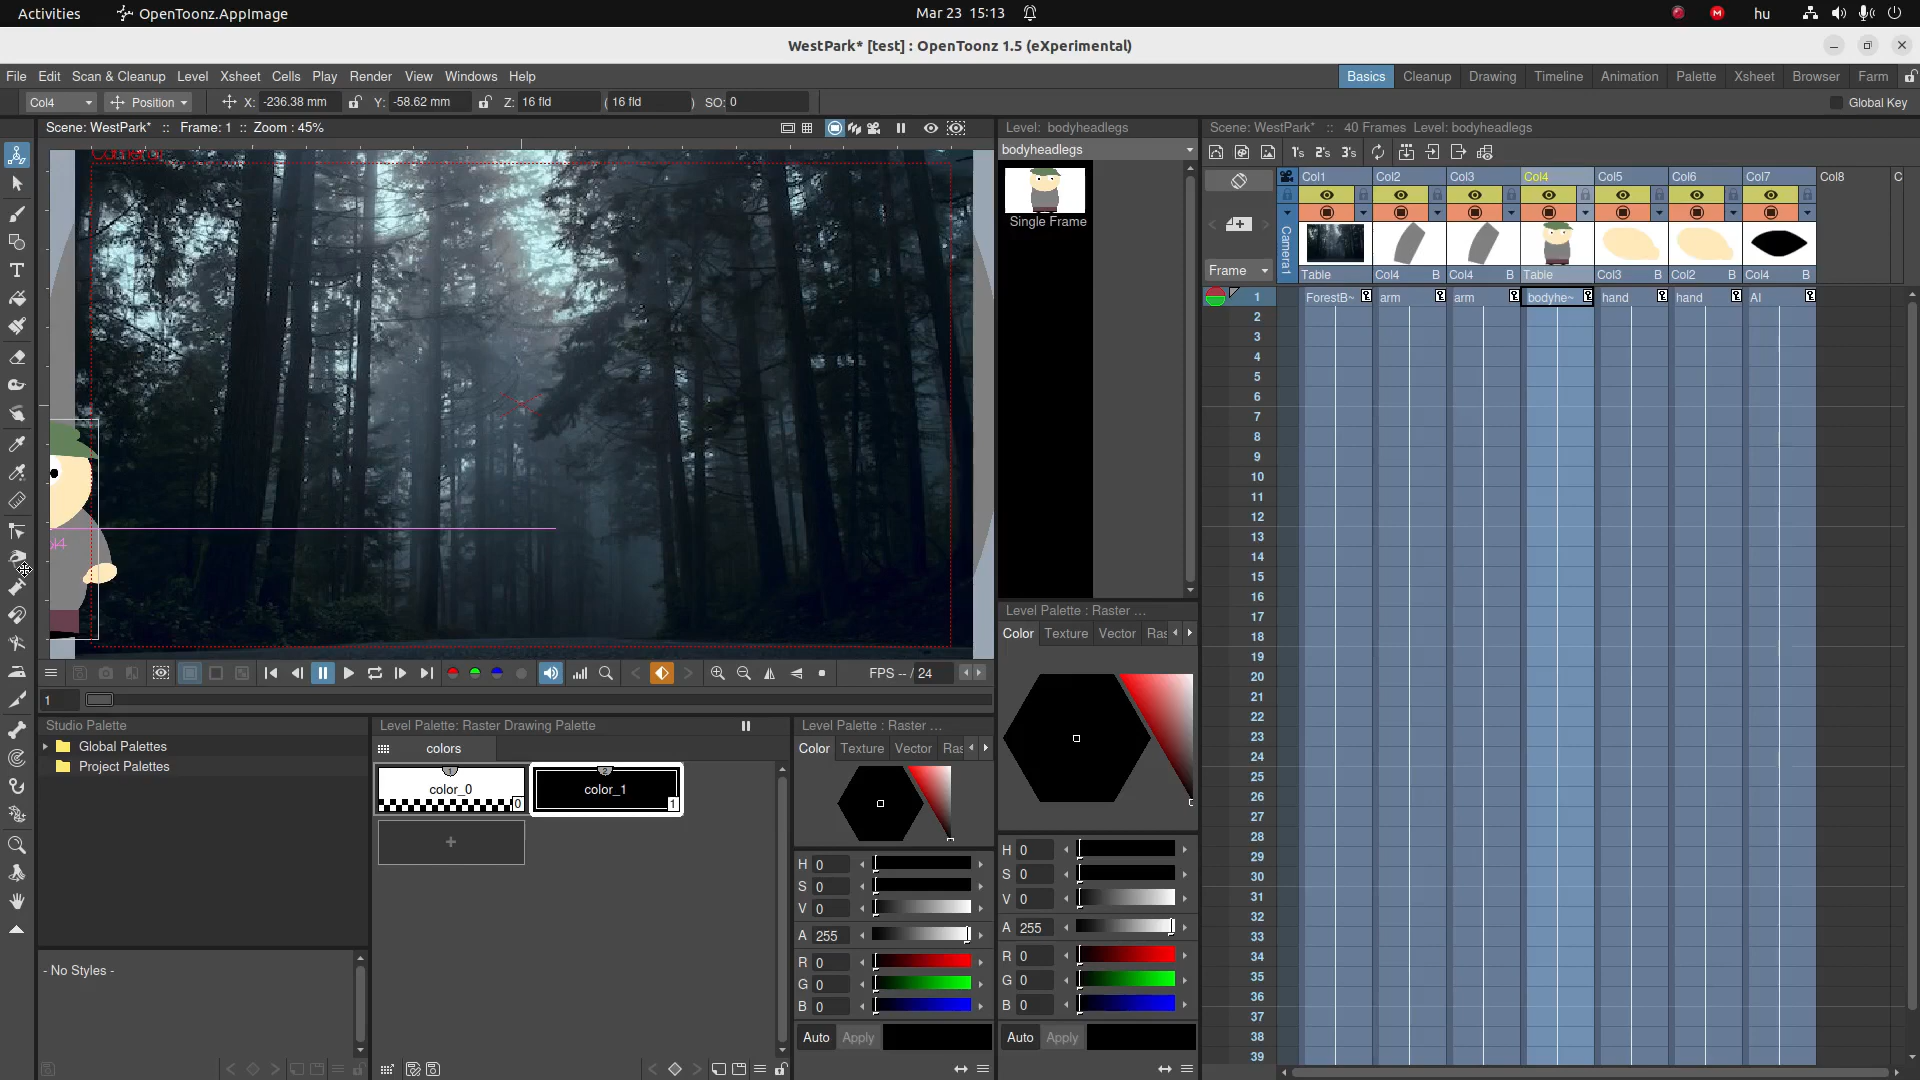 Activities OpenToonz.AppImage Mar 23 15:13 hu
WestPark* [test] : OpenToonz 1.5 (eXperimental)
File Edit Scan & Cleanup Level Xsheet Cells Play Render View Windows Help Basics Cleanup Drawing Timeline Animation Palette Xsheet Browser Farm
Col4 Position X: -236.38 mm Y: -58.62 mm Z: 16 fld ( 16 fld ) SO: 0 Global Key
Scene: WestPark* :: Frame: 1 :: Zoom : 45%
Level: bodyheadlegs
bodyheadlegs
Single Frame
Scene: WestPark* :: 40 Frames Level: bodyheadlegs
1's 2's 3's
Col1 Col2 Col3 Col4 Col5 Col6 Col7 Col8 C
Camera1
Frame
Table Col4 B Col4 B Table Col3 B Col2 B Col4 B
1 ForestB~ arm arm bodyhe~ hand hand AI
2
3
4
5
6
7
8
9
10
11
12
13
14
15
16
17
18
19
20
21
22
23
24
25
26
27
28
29
30
31
32
33
34
35
36
37
38
39
FPS -- / 24
1
Studio Palette
Global Palettes
Project Palettes
- No Styles -
Level Palette: Raster Drawing Palette
colors
1 color_0 0
2 color_1 1
+
Level Palette : Raster ...
Color Texture Vector Ras
H 0
S 0
V 0
A 255
R 0
G 0
B 0
Auto Apply
Level Palette : Raster ...
Color Texture Vector Ras
H 0
S 0
V 0
A 255
R 0
G 0
B 0
Auto Apply